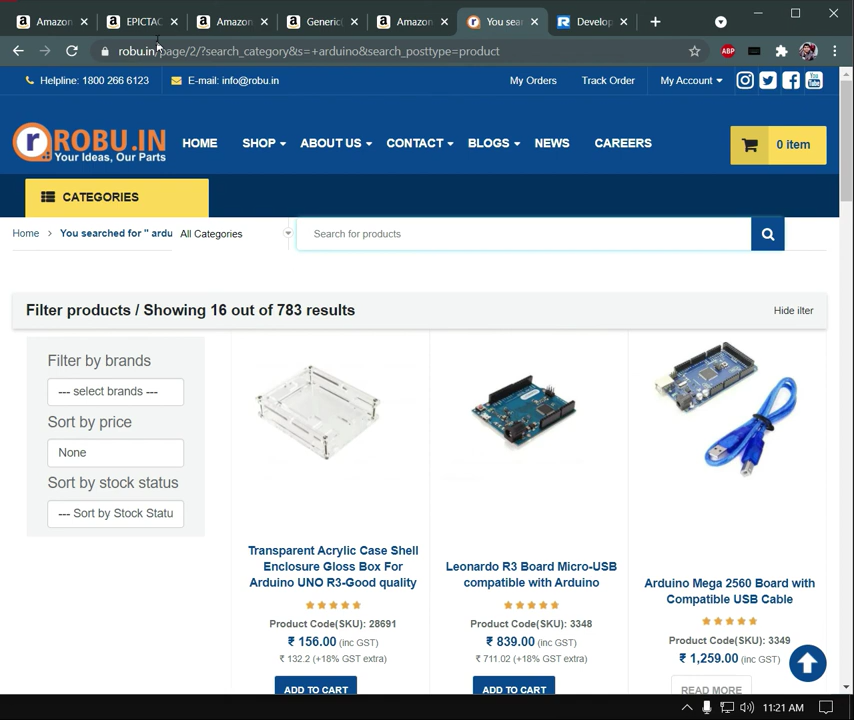 Amazon
EPICTAC
Amazon
Generic(
Amazon
You sear
Develop
robu.in/page/2/?search_category&s=+arduino&search_posttype=product
ABP
Helpline: 1800 266 6123
E-mail: info@robu.in
My Orders
Track Order
My Account
You Tube
r ROBU.IN
Your Ideas, Our Parts
HOME
SHOP
ABOUT US
CONTACT
BLOGS
NEWS
CAREERS
0 item
CATEGORIES
Home > You searched for " ardu
All Categories
Search for products
Filter products / Showing 16 out of 783 results
Hide ilter
Filter by brands
--- select brands ---
Sort by price
None
Sort by stock status
--- Sort by Stock Statu
Transparent Acrylic Case Shell
Enclosure Gloss Box For
Arduino UNO R3-Good quality
Product Code(SKU): 28691
₹ 156.00 (inc GST)
₹ 132.2 (+18% GST extra)
ADD TO CART
Leonardo R3 Board Micro-USB
compatible with Arduino
Product Code(SKU): 3348
₹ 839.00 (inc GST)
₹ 711.02 (+18% GST extra)
ADD TO CART
Arduino Mega 2560 Board with
Compatible USB Cable
Product Code(SKU): 3349
₹ 1,259.00 (inc GST)
READ MORE
11:21 AM